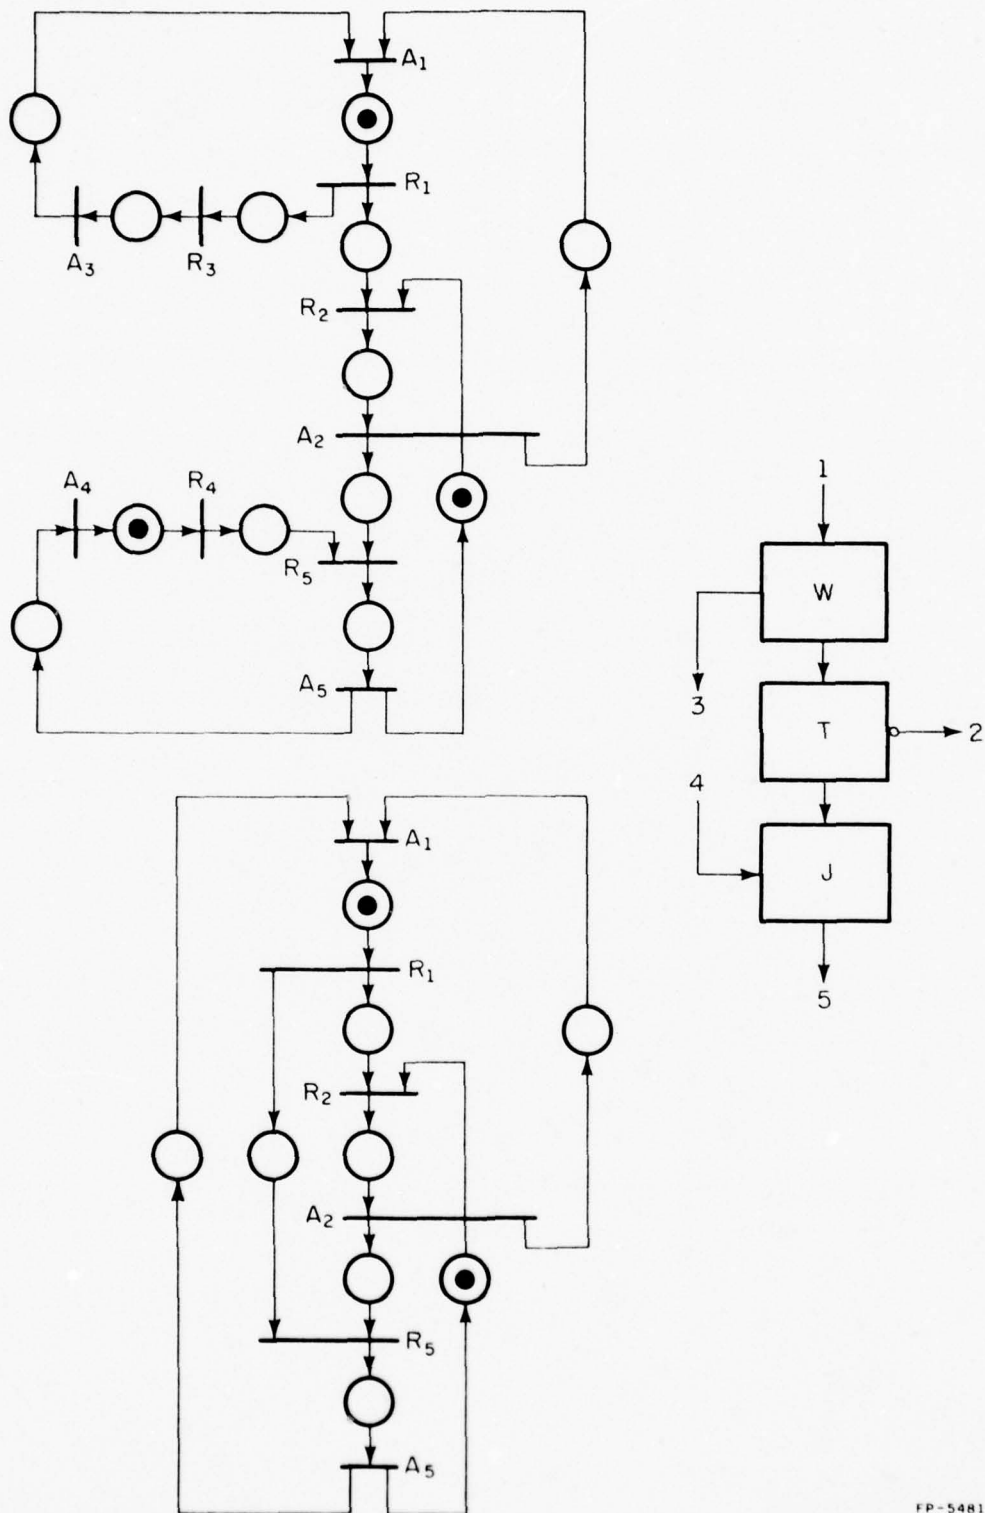 A₁
R₁
A₃
R₃
R₂
A₂
A₄
R₄
R₅
A₅
1
W
3
T
2
4
J
5
A₁
R₁
R₂
A₂
R₅
A₅
FP-5481